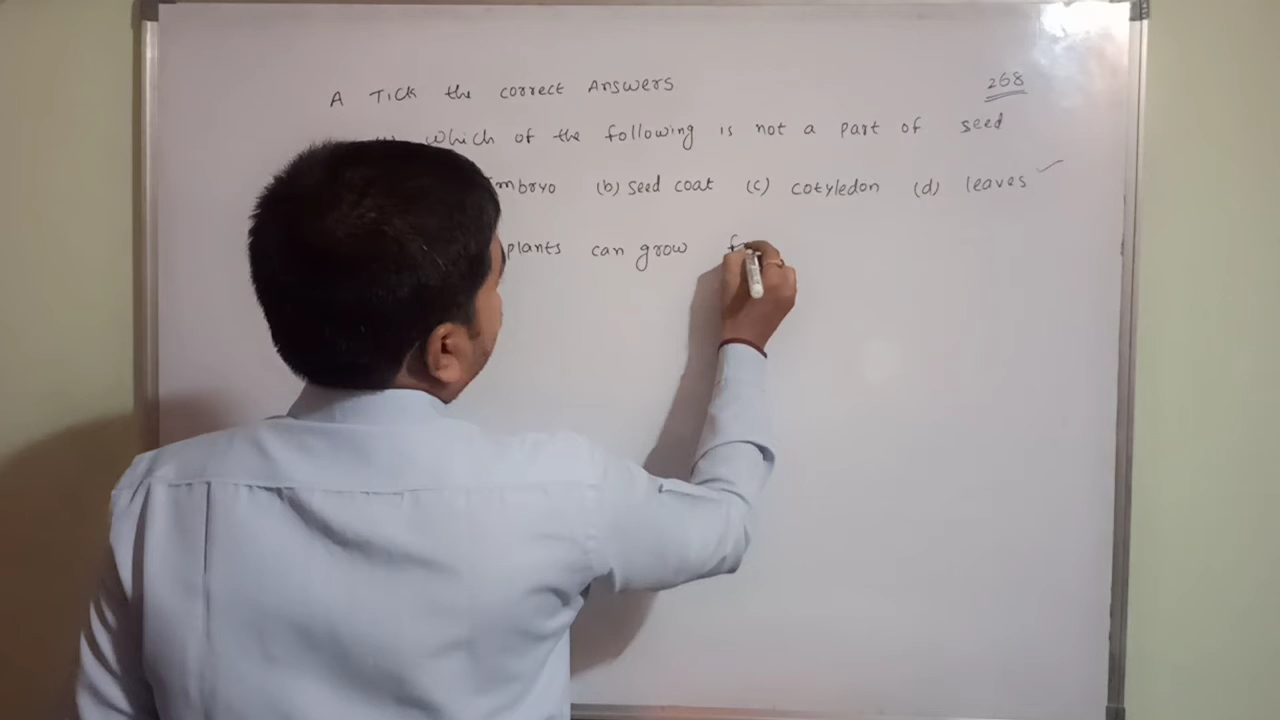 268
A Tick the correct Answers
which of the following is not a part of seed
mbryo (b) seed coat (c) cotyledon (d) leaves ✓
plants can grow f